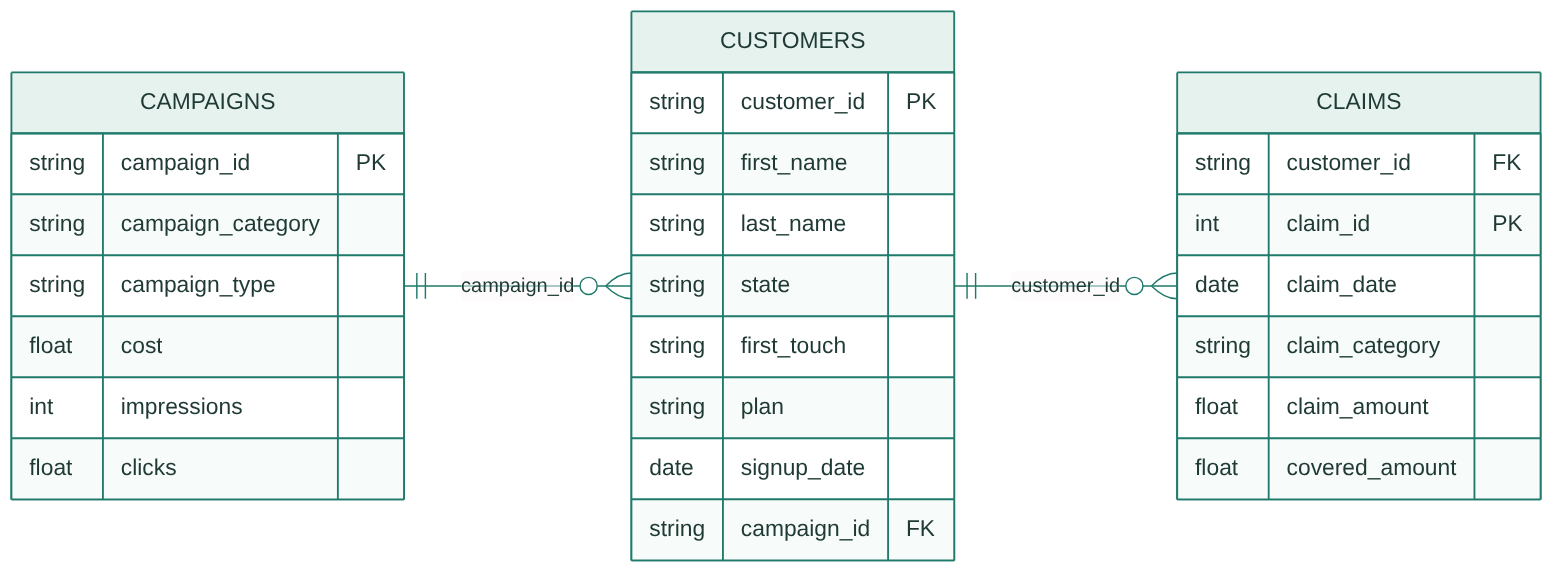 CAMPAIGNS
string campaign_id PK
string campaign_category
string campaign_type
float cost
int impressions
float clicks
campaign_id
CUSTOMERS
string customer_id PK
string first_name
string last_name
string state
string first_touch
string plan
date signup_date
string campaign_id FK
customer_id
CLAIMS
string customer_id FK
int claim_id PK
date claim_date
string claim_category
float claim_amount
float covered_amount